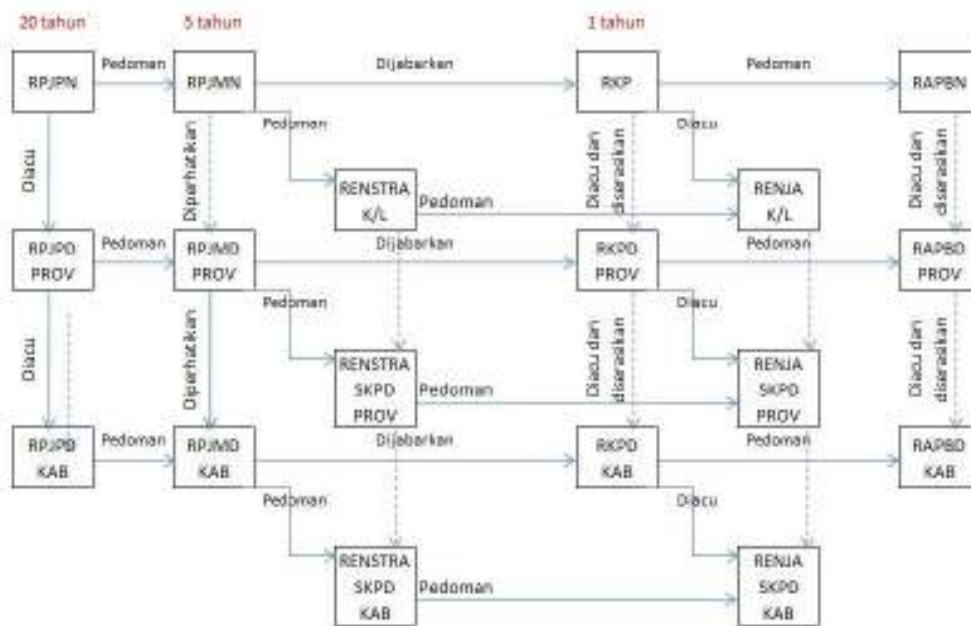 20 tahun
5 tahun
1 tahun
RPJPN
Pedoman
RPJMN
Dijabarkan
RKP
Pedoman
RAPBN
Diacu
Diperhatikan
Pedoman
Diacu dan
diserasikan
Diacu
Diacu dan
diserasikan
RENSTRA
K/L
Pedoman
RENJA
K/L
RPJPD
PROV
Pedoman
RPJMD
PROV
Dijabarkan
RKPD
PROV
Pedoman
RAPBD
PROV
Diacu
Diperhatikan
Pedoman
Diacu dan
diserasikan
Diacu
Diacu dan
diserasikan
RENSTRA
SKPD
PROV
Pedoman
RENJA
SKPD
PROV
RPJPD
KAB
Pedoman
RPJMD
KAB
Dijabarkan
RKPD
KAB
Pedoman
RAPBD
KAB
Pedoman
Diacu
RENSTRA
SKPD
KAB
Pedoman
RENJA
SKPD
KAB